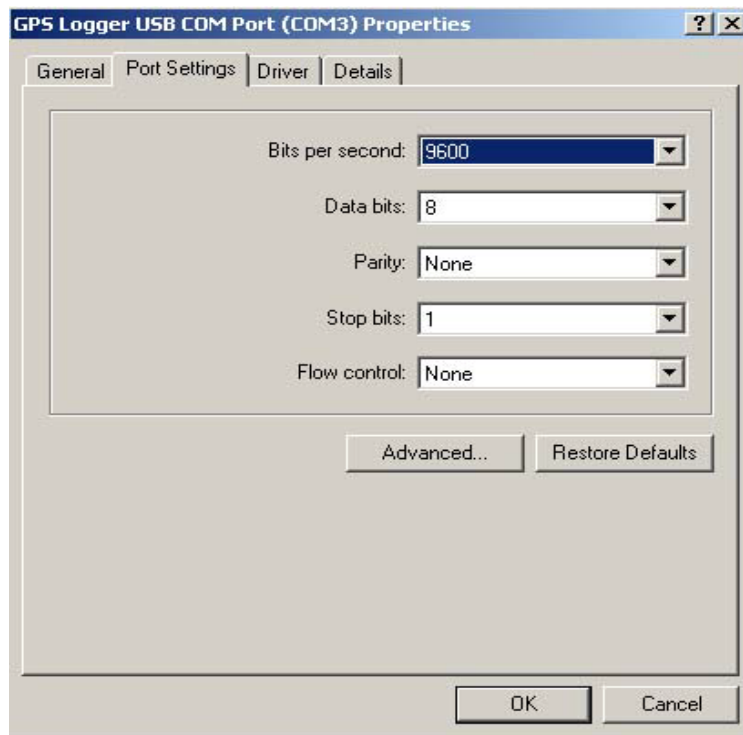 GPS Logger USB COM Port (COM3) Properties ? X
General Port Settings Driver Details
Bits per second: 9600
Data bits: 8
Parity: None
Stop bits: 1
Flow control: None
Advanced... Restore Defaults
OK Cancel